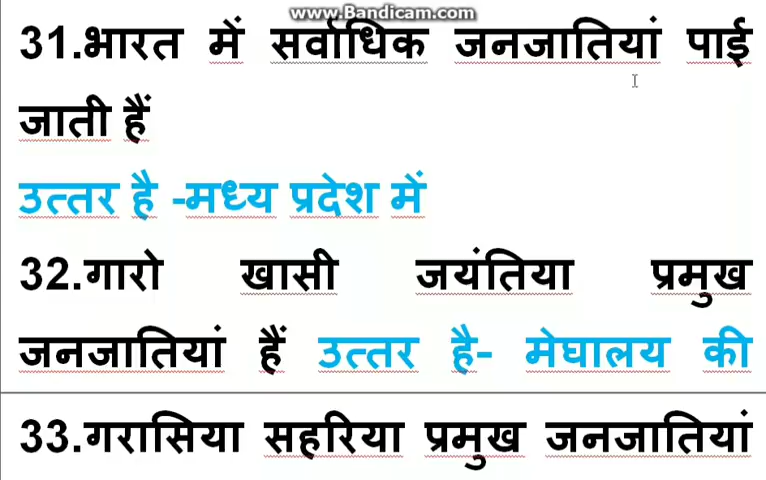 www.Bandicam.com
31.भारत में सर्वाधिक जनजातियां पाई
जाती हैं
उत्तर है -मध्य प्रदेश में
32.गारो खासी जयंतिया प्रमुख
जनजातियां हैं उत्तर है- मेघालय की
33.गरासिया सहरिया प्रमुख जनजातियां